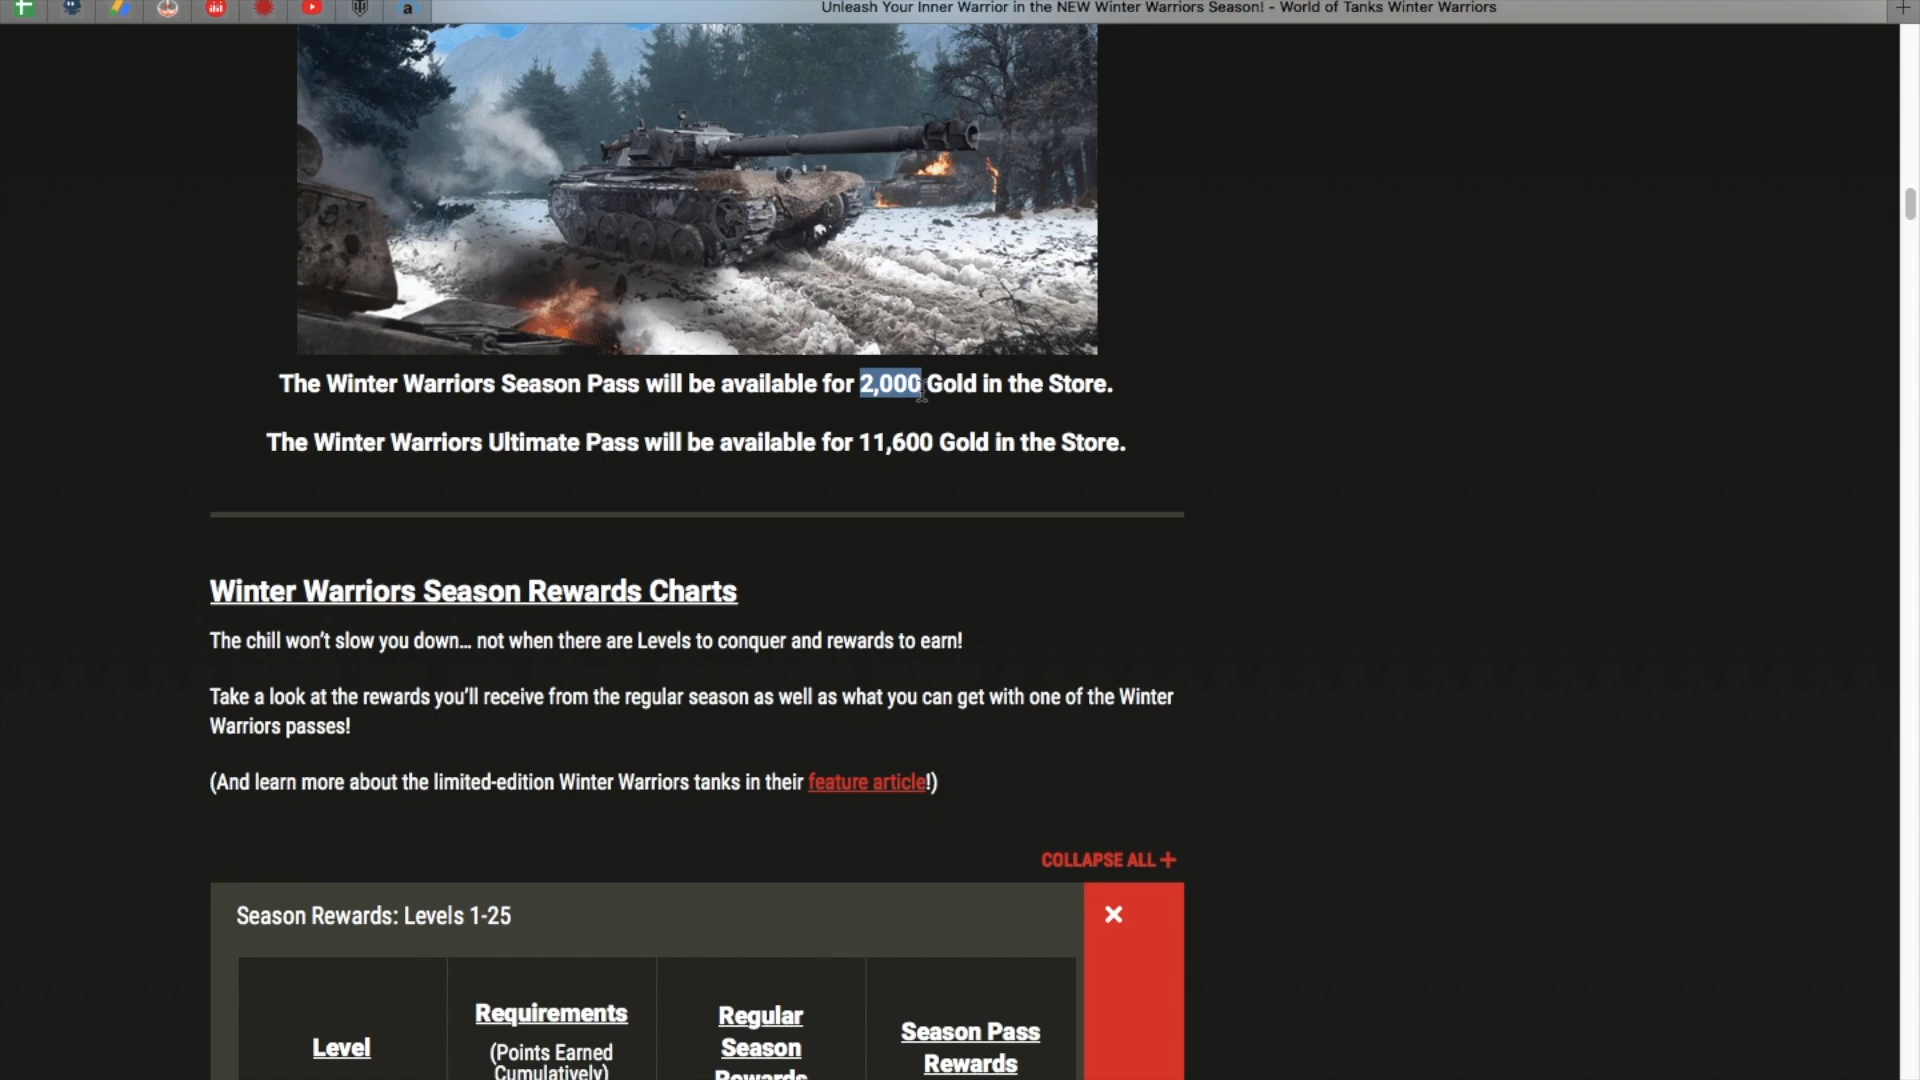 Unleash Your Inner Warrior in the NEW Winter Warriors Season! - World of Tanks Winter Warriors
The Winter Warriors Season Pass will be available for 2,000 Gold in the Store.
The Winter Warriors Ultimate Pass will be available for 11,600 Gold in the Store.
Winter Warriors Season Rewards Charts
The chill won’t slow you down... not when there are Levels to conquer and rewards to earn!
Take a look at the rewards you’ll receive from the regular season as well as what you can get with one of the Winter
Warriors passes!
(And learn more about the limited-edition Winter Warriors tanks in their feature article!)
COLLAPSE ALL +
Season Rewards: Levels 1-25
Level
Requirements
(Points Earned
Cumulatively)
Regular
Season
Rewards
Season Pass
Rewards